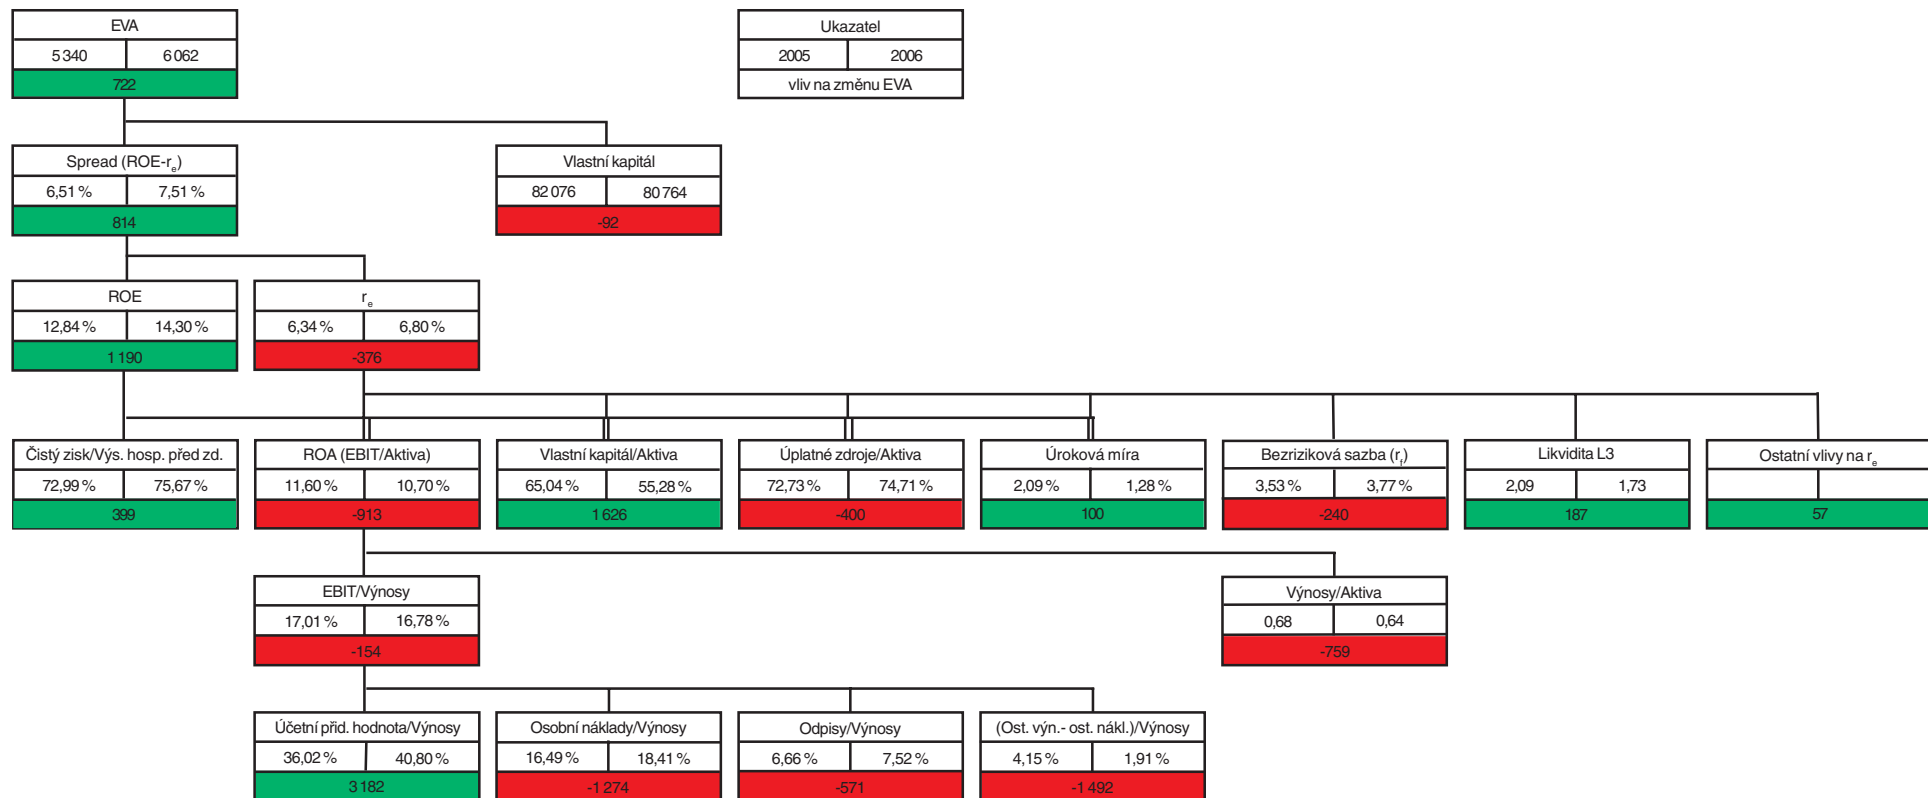 EVA
5 340 6 062
722
Ukazatel
2005 2006
vliv na změnu EVA
Spread (ROE-rₑ)
6,51 % 7,51 %
814
Vlastní kapitál
82 076 80 764
-92
ROE
12,84 % 14,30 %
1 190
rₑ
6,34 % 6,80 %
-376
Čistý zisk/Výs. hosp. před zd.
72,99 % 75,67 %
399
ROA (EBIT/Aktiva)
11,60 % 10,70 %
-913
Vlastní kapitál/Aktiva
65,04 % 55,28 %
1 626
Úplatné zdroje/Aktiva
72,73 % 74,71 %
-400
Úroková míra
2,09 % 1,28 %
100
Bezriziková sazba (r_f)
3,53 % 3,77 %
-240
Likvidita L3
2,09 1,73
187
Ostatní vlivy na rₑ
57
EBIT/Výnosy
17,01 % 16,78 %
-154
Výnosy/Aktiva
0,68 0,64
-759
Účetní přid. hodnota/Výnosy
36,02 % 40,80 %
3 182
Osobní náklady/Výnosy
16,49 % 18,41 %
-1 274
Odpisy/Výnosy
6,66 % 7,52 %
-571
(Ost. výn.- ost. nákl.)/Výnosy
4,15 % 1,91 %
-1 492